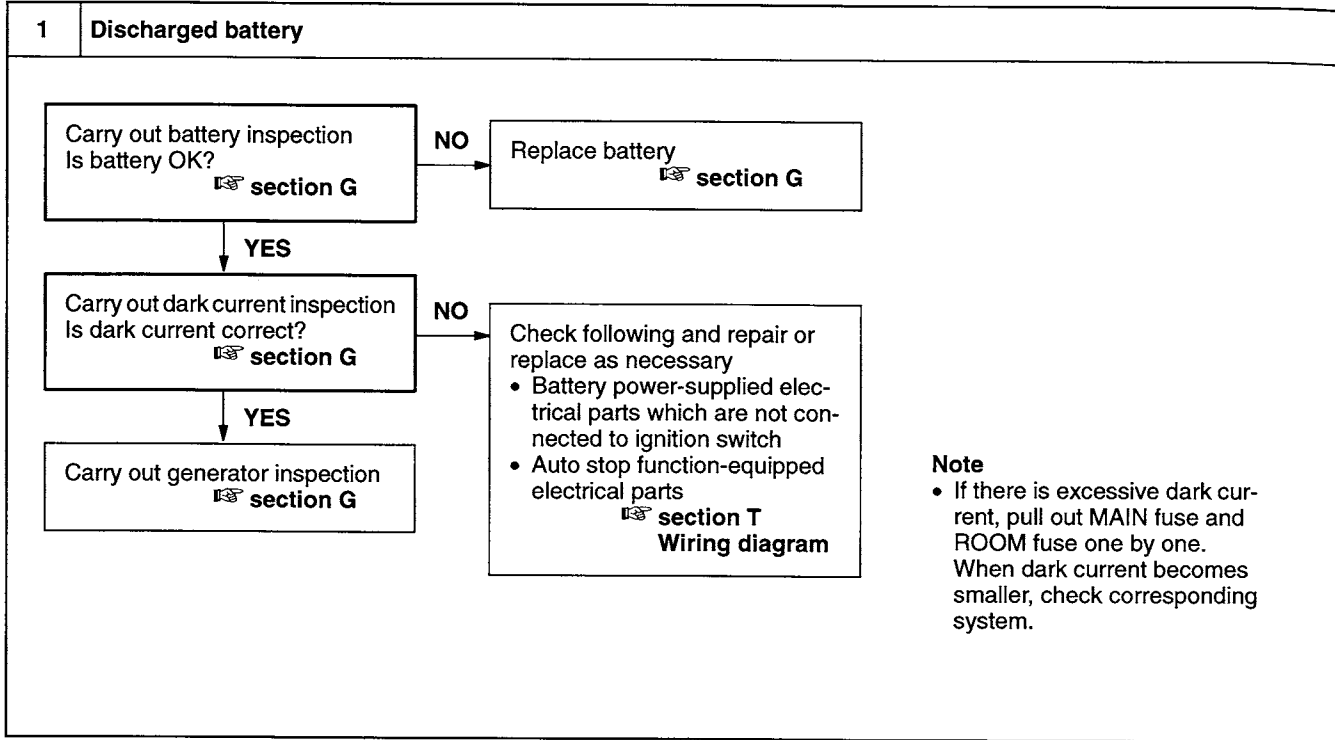 1 Discharged battery
Carry out battery inspection
Is battery OK?
☞ section G
NO
Replace battery
☞ section G
YES
Carry out dark current inspection
Is dark current correct?
☞ section G
NO
Check following and repair or
replace as necessary
• Battery power-supplied elec-
trical parts which are not con-
nected to ignition switch
• Auto stop function-equipped
electrical parts
☞ section T
Wiring diagram
YES
Carry out generator inspection
☞ section G
Note
• If there is excessive dark cur-
rent, pull out MAIN fuse and
ROOM fuse one by one.
When dark current becomes
smaller, check corresponding
system.